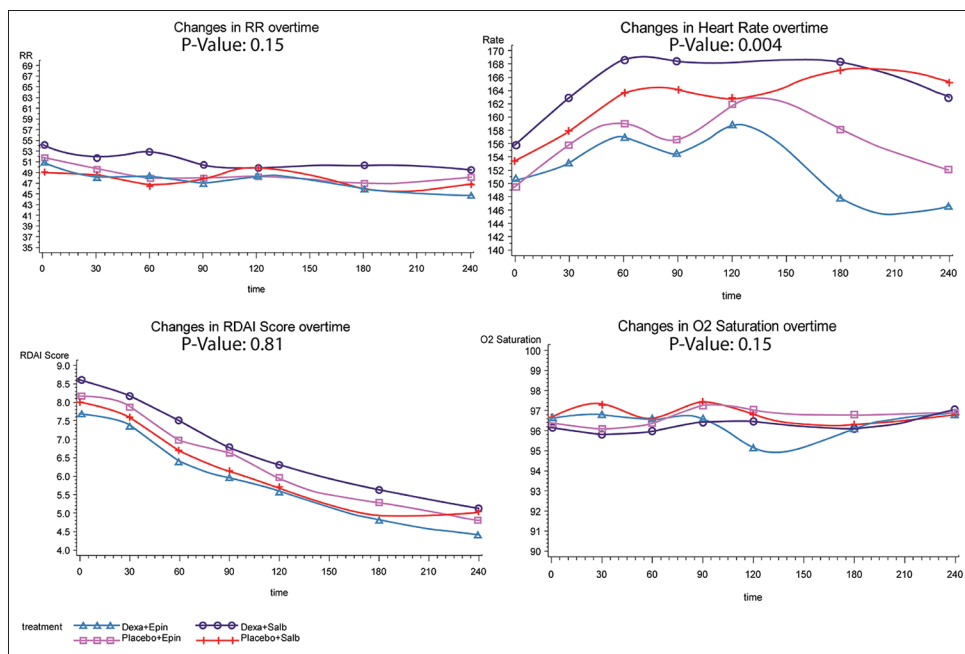 Changes in RR overtime
P-Value: 0.15
RR
69
67
65
63
61
59
57
55
53
51
49
47
45
43
41
39
37
35
0 30 60 90 120 150 180 210 240
time
Changes in Heart Rate overtime
P-Value: 0.004
Rate
170
168
166
164
162
160
158
156
154
152
150
148
146
144
142
140
0 30 60 90 120 150 180 210 240
time
Changes in RDAI Score overtime
P-Value: 0.81
RDAI Score
9.0
8.5
8.0
7.5
7.0
6.5
6.0
5.5
5.0
4.5
4.0
0 30 60 90 120 150 180 210 240
time
Changes in O2 Saturation overtime
P-Value: 0.15
O2 Saturation
100
99
98
97
96
95
94
93
92
91
90
0 30 60 90 120 150 180 210 240
time
treatment Dexa+Epin Dexa+Salb
Placebo+Epin Placebo+Salb